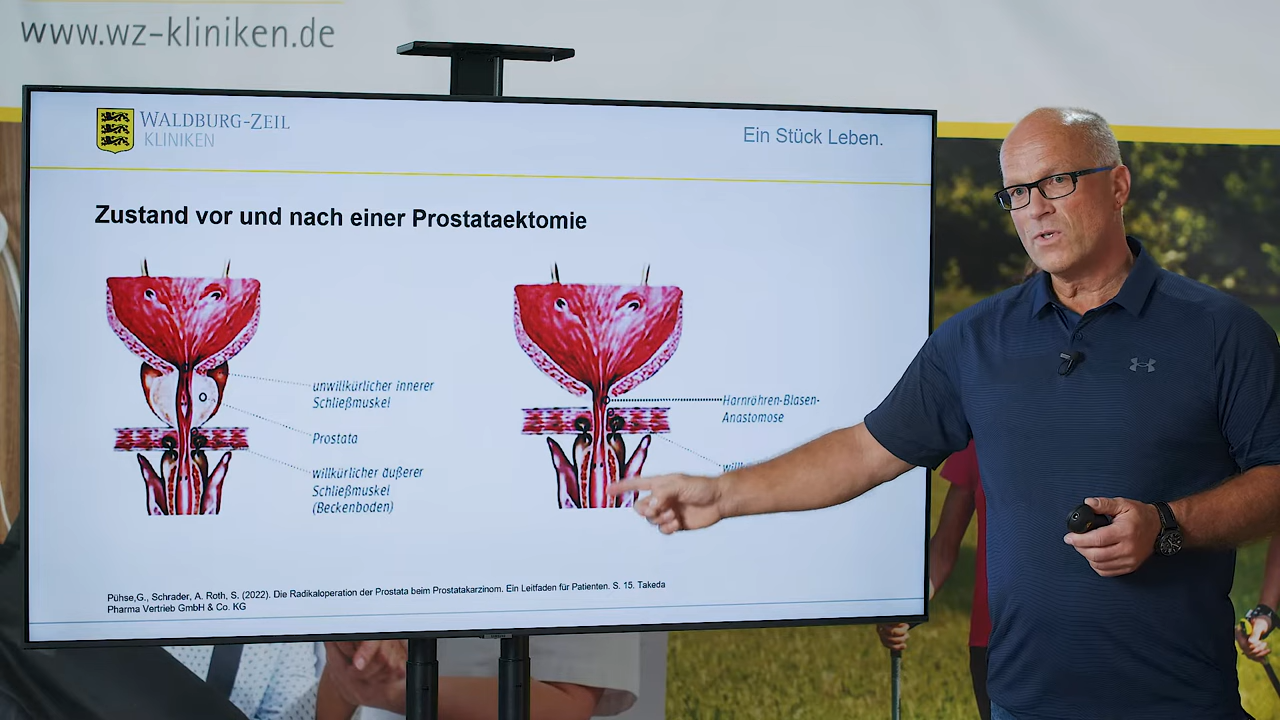 www.wz-kliniken.de
WALDBURG-ZEIL
KLINIKEN
Ein Stück Leben.
Zustand vor und nach einer Prostataektomie
unwillkürlicher innerer
Schließmuskel
Prostata
willkürlicher äußerer
Schließmuskel
(Beckenboden)
Harnröhren-Blasen-
Anastomose
Pühse,G., Schrader, A. Roth, S. (2022). Die Radikaloperation der Prostata beim Prostatakarzinom. Ein Leitfaden für Patienten. S. 15. Takeda
Pharma Vertrieb GmbH & Co. KG